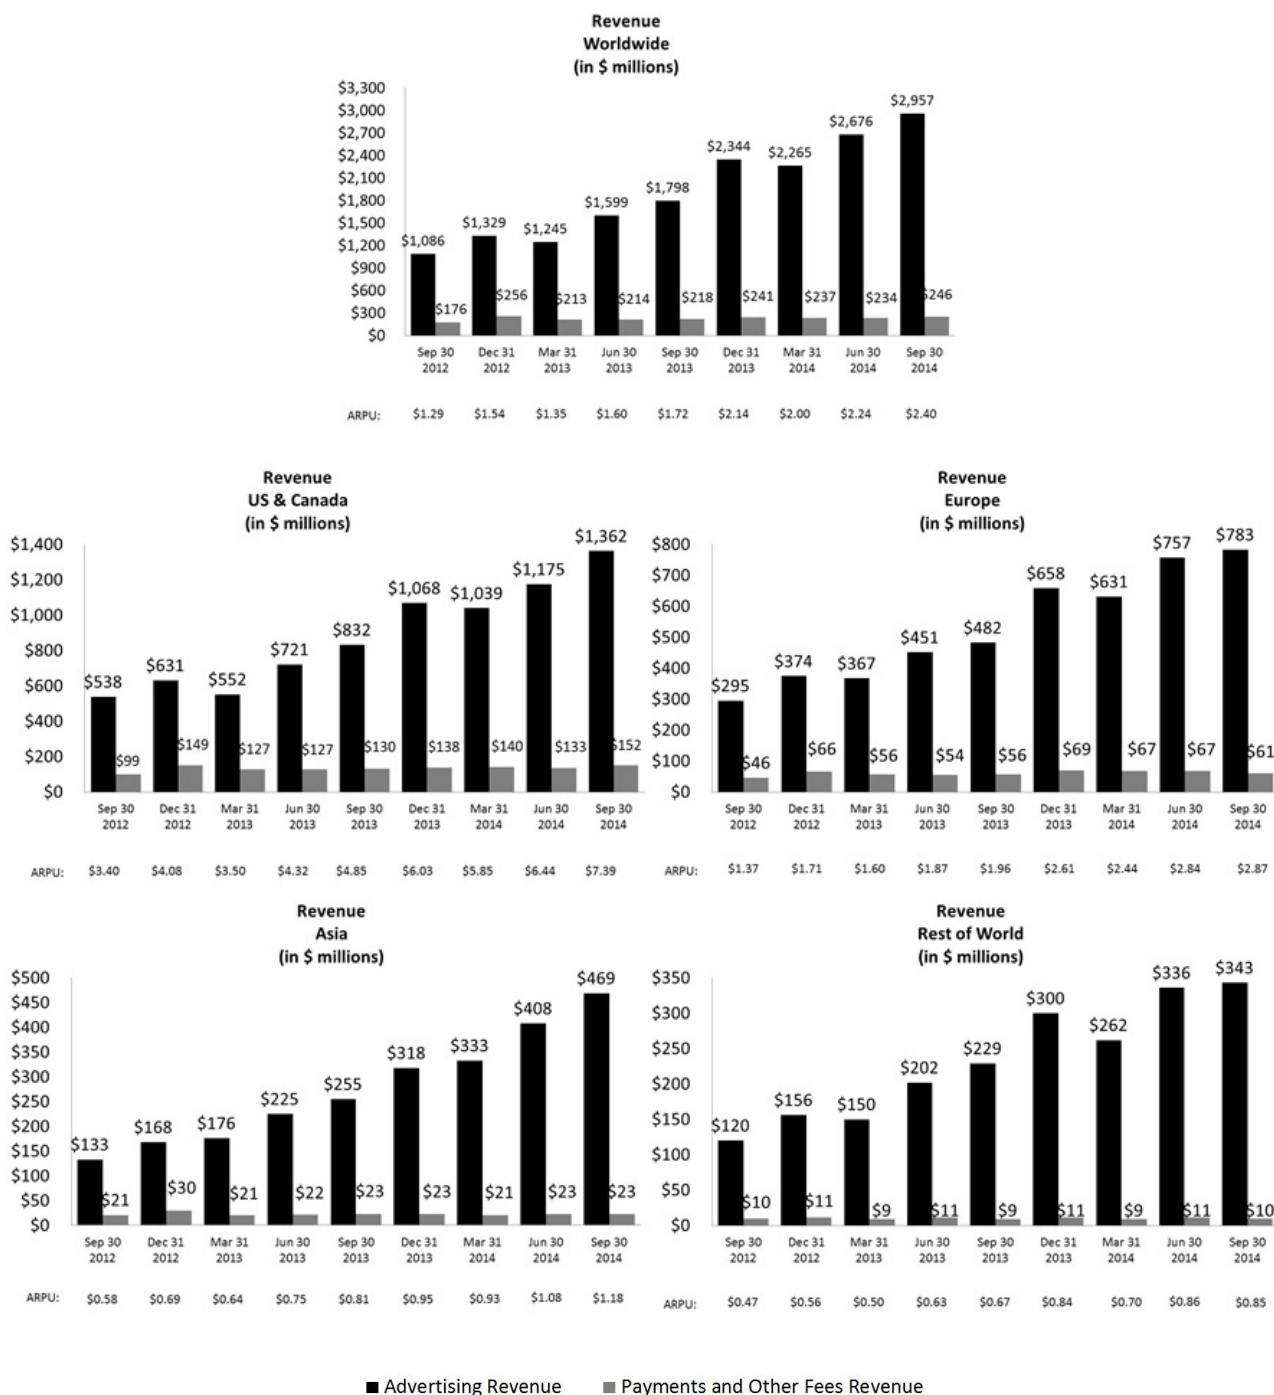 Revenue
Worldwide
(in $ millions)
$3,300
$3,000
$2,700
$2,400
$2,100
$1,800
$1,500
$1,200
$900
$600
$300
$0
$1,086 $1,329 $1,245 $1,599 $1,798 $2,344 $2,265 $2,676 $2,957
$176 $256 $213 $214 $218 $241 $237 $234 $246
Sep 30 Dec 31 Mar 31 Jun 30 Sep 30 Dec 31 Mar 31 Jun 30 Sep 30
2012 2012 2013 2013 2013 2013 2014 2014 2014
ARPU: $1.29 $1.54 $1.35 $1.60 $1.72 $2.14 $2.00 $2.24 $2.40
Revenue
US & Canada
(in $ millions)
$1,400
$1,200
$1,000
$800
$600
$400
$200
$0
$538 $631 $552 $721 $832 $1,068 $1,039 $1,175 $1,362
$99 $149 $127 $127 $130 $138 $140 $133 $152
Sep 30 Dec 31 Mar 31 Jun 30 Sep 30 Dec 31 Mar 31 Jun 30 Sep 30
2012 2012 2013 2013 2013 2013 2014 2014 2014
ARPU: $3.40 $4.08 $3.50 $4.32 $4.85 $6.03 $5.85 $6.44 $7.39
Revenue
Europe
(in $ millions)
$800
$700
$600
$500
$400
$300
$200
$100
$0
$295 $374 $367 $451 $482 $658 $631 $757 $783
$46 $66 $56 $54 $56 $69 $67 $67 $61
Sep 30 Dec 31 Mar 31 Jun 30 Sep 30 Dec 31 Mar 31 Jun 30 Sep 30
2012 2012 2013 2013 2013 2013 2014 2014 2014
ARPU: $1.37 $1.71 $1.60 $1.87 $1.96 $2.61 $2.44 $2.84 $2.87
Revenue
Asia
(in $ millions)
$500
$450
$400
$350
$300
$250
$200
$150
$100
$50
$0
$133 $168 $176 $225 $255 $318 $333 $408 $469
$21 $30 $21 $22 $23 $23 $21 $23 $23
Sep 30 Dec 31 Mar 31 Jun 30 Sep 30 Dec 31 Mar 31 Jun 30 Sep 30
2012 2012 2013 2013 2013 2013 2014 2014 2014
ARPU: $0.58 $0.69 $0.64 $0.75 $0.81 $0.95 $0.93 $1.08 $1.18
Revenue
Rest of World
(in $ millions)
$350
$300
$250
$200
$150
$100
$50
$0
$120 $156 $150 $202 $229 $300 $262 $336 $343
$10 $11 $9 $11 $9 $11 $9 $11 $10
Sep 30 Dec 31 Mar 31 Jun 30 Sep 30 Dec 31 Mar 31 Jun 30 Sep 30
2012 2012 2013 2013 2013 2013 2014 2014 2014
ARPU: $0.47 $0.56 $0.50 $0.63 $0.67 $0.84 $0.70 $0.86 $0.85
Advertising Revenue Payments and Other Fees Revenue